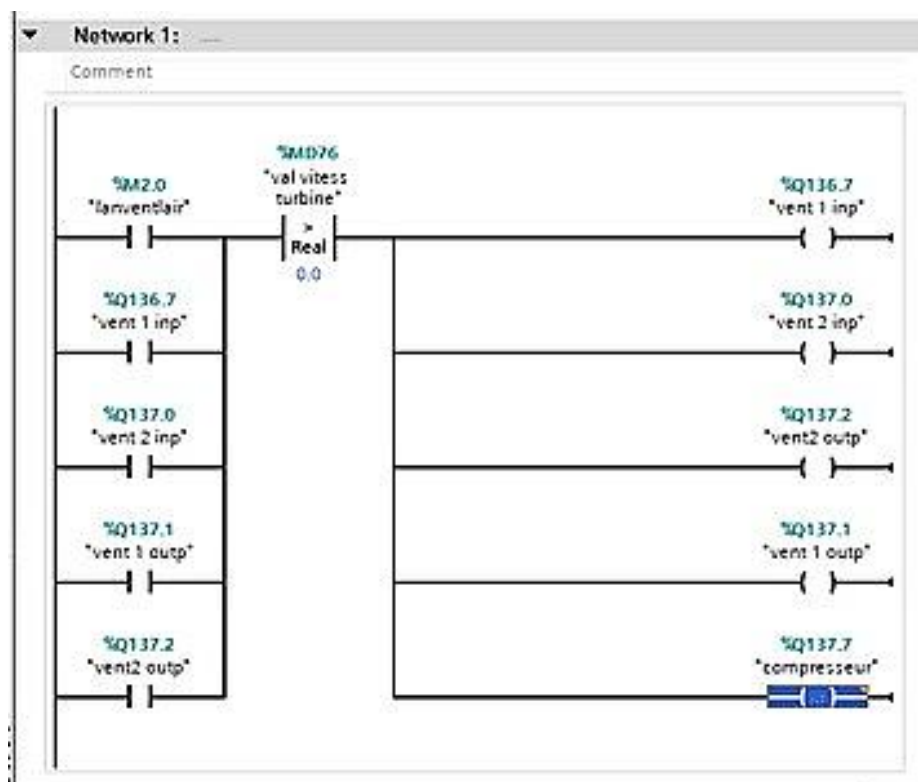 Network 1: ....
Comment
%MD76
"val vitess
turbine"
%M2.0
"lanventlair"
>
Real
0.0
%Q136.7
"vent 1 inp"
%Q136.7
"vent 1 inp"
%Q137.0
"vent 2 inp"
%Q137.0
"vent 2 inp"
%Q137.2
"vent2 outp"
%Q137.1
"vent 1 outp"
%Q137.1
"vent 1 outp"
%Q137.2
"vent2 outp"
%Q137.7
"compresseur"